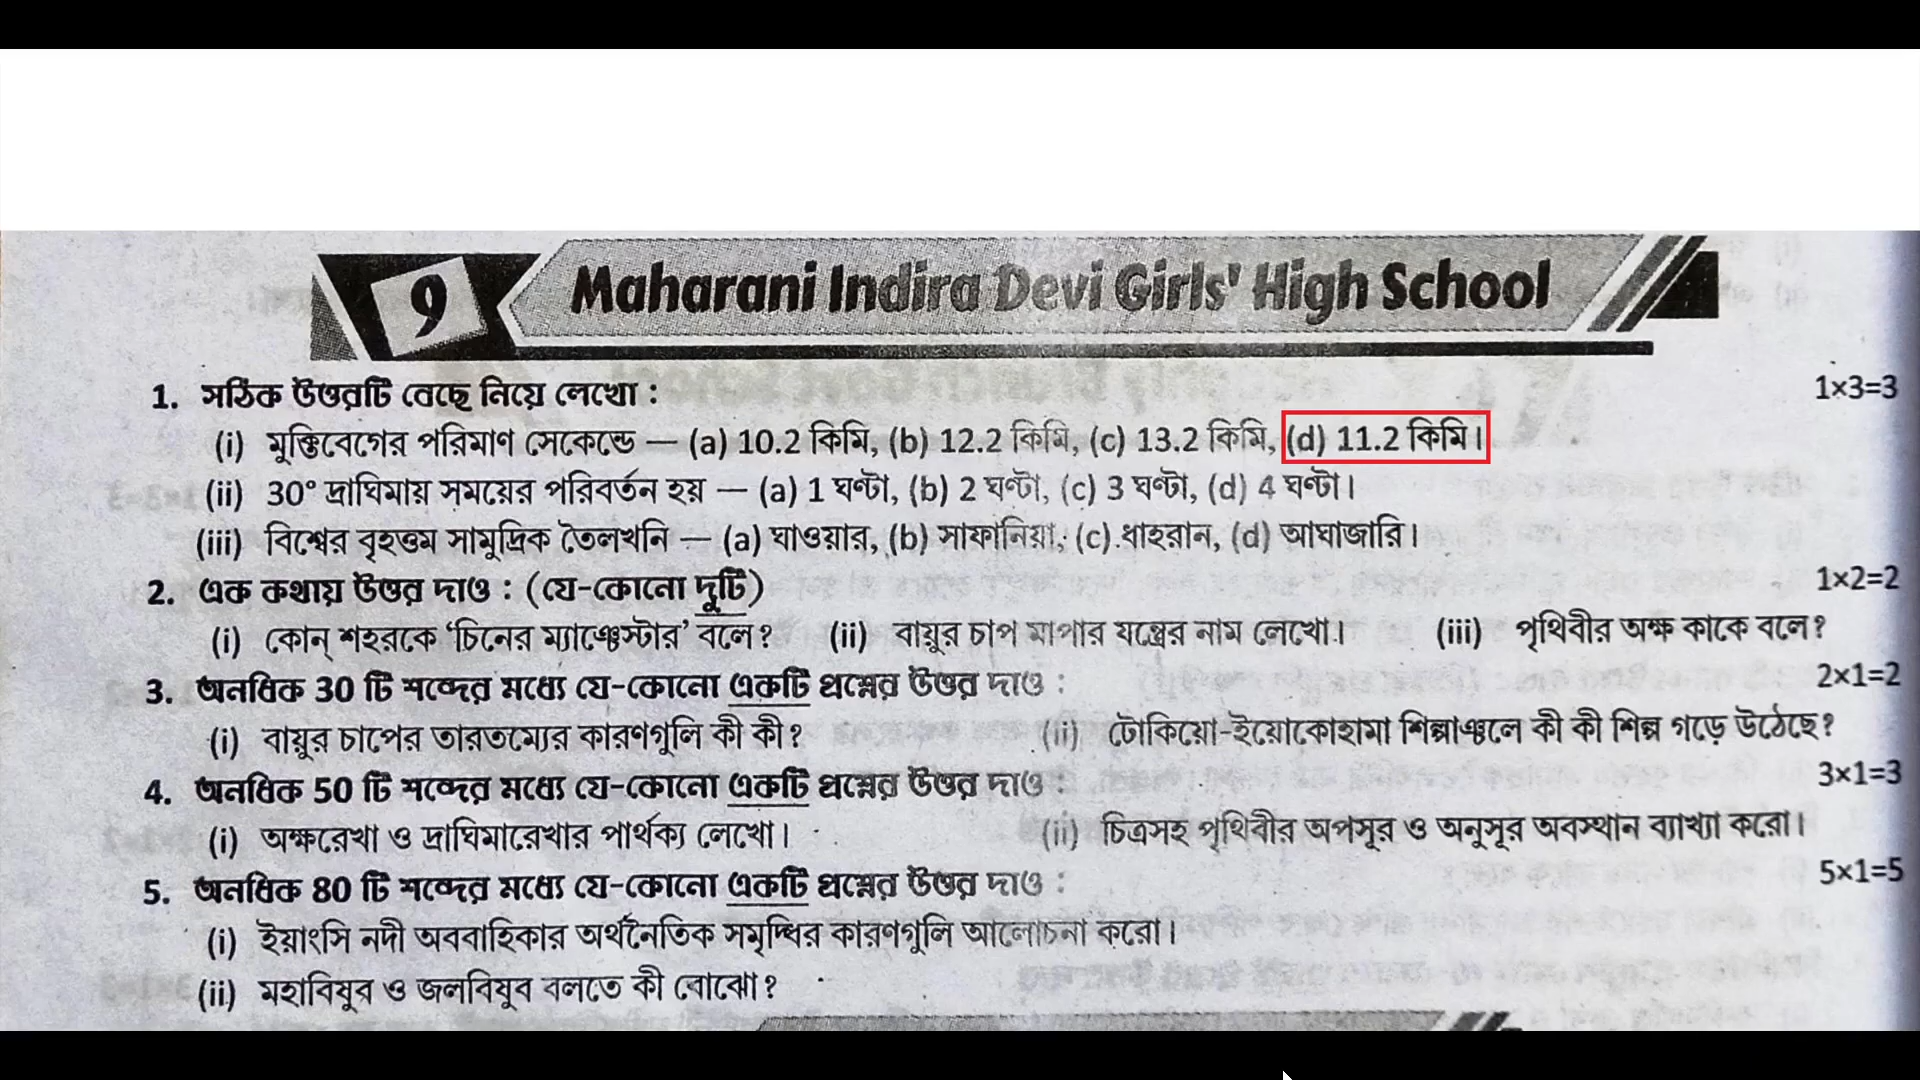 9 Maharani Indira Devi Girls' High School
1. সঠিক উত্তরটি বেছে নিয়ে লেখো : 1×3=3
(i) মুক্তিবেগের পরিমাণ সেকেন্ডে — (a) 10.2 কিমি, (b) 12.2 কিমি, (c) 13.2 কিমি, (d) 11.2 কিমি।
(ii) 30° দ্রাঘিমায় সময়ের পরিবর্তন হয় — (a) 1 ঘণ্টা, (b) 2 ঘণ্টা, (c) 3 ঘণ্টা, (d) 4 ঘণ্টা।
(iii) বিশ্বের বৃহত্তম সামুদ্রিক তৈলখনি — (a) ঘাওয়ার, (b) সাফানিয়া, (c) ধাহরান, (d) আঘাজারি।
2. এক কথায় উত্তর দাও : (যে-কোনো দুটি) 1×2=2
(i) কোন্ শহরকে ‘চিনের ম্যাঞ্চেস্টার’ বলে? (ii) বায়ুর চাপ মাপার যন্ত্রের নাম লেখো। (iii) পৃথিবীর অক্ষ কাকে বলে?
3. অনধিক 30 টি শব্দের মধ্যে যে-কোনো একটি প্রশ্নের উত্তর দাও : 2×1=2
(i) বায়ুর চাপের তারতম্যের কারণগুলি কী কী? (ii) টোকিয়ো-ইয়োকোহামা শিল্পাঞ্চলে কী কী শিল্প গড়ে উঠেছে?
4. অনধিক 50 টি শব্দের মধ্যে যে-কোনো একটি প্রশ্নের উত্তর দাও : 3×1=3
(i) অক্ষরেখা ও দ্রাঘিমারেখার পার্থক্য লেখো। (ii) চিত্রসহ পৃথিবীর অপসূর ও অনুসূর অবস্থান ব্যাখ্যা করো।
5. অনধিক 80 টি শব্দের মধ্যে যে-কোনো একটি প্রশ্নের উত্তর দাও : 5×1=5
(i) ইয়াংসি নদী অববাহিকার অর্থনৈতিক সমৃদ্ধির কারণগুলি আলোচনা করো।
(ii) মহাবিষুব ও জলবিষুব বলতে কী বোঝো?